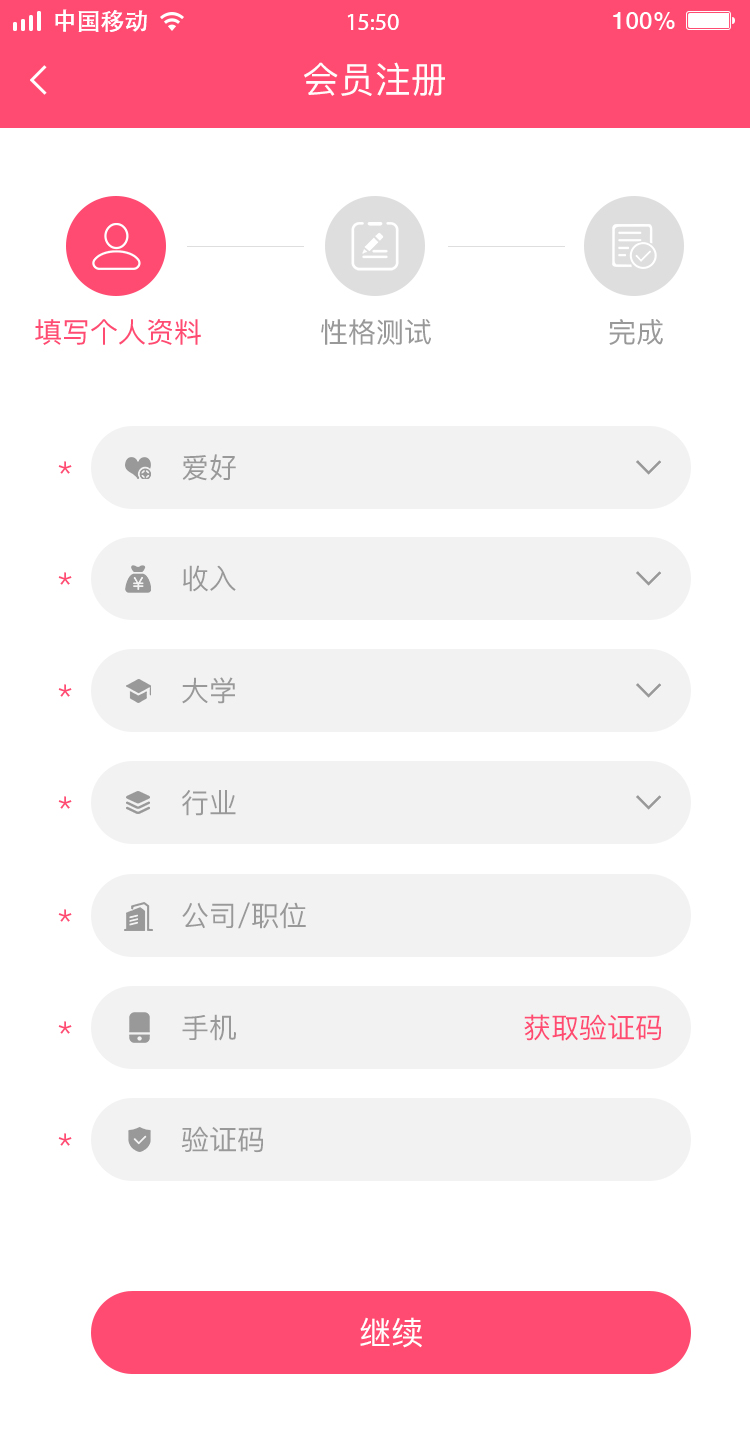 中国移动 15:50 100%
会员注册
填写个人资料 性格测试 完成
* 爱好
* ¥ 收入
* 大学
* 行业
* 公司/职位
* 手机 获取验证码
* 验证码
继续